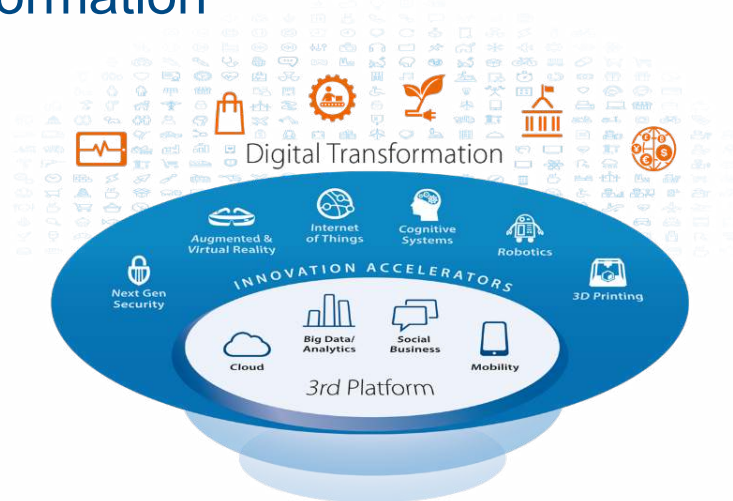 ormation
Digital Transformation
Augmented &
Virtual Reality
Internet
of Things
Cognitive
Systems
Robotics
Next Gen
Security
3D Printing
INNOVATION ACCELERATORS
Cloud
Big Data/
Analytics
Social
Business
Mobility
3rd Platform